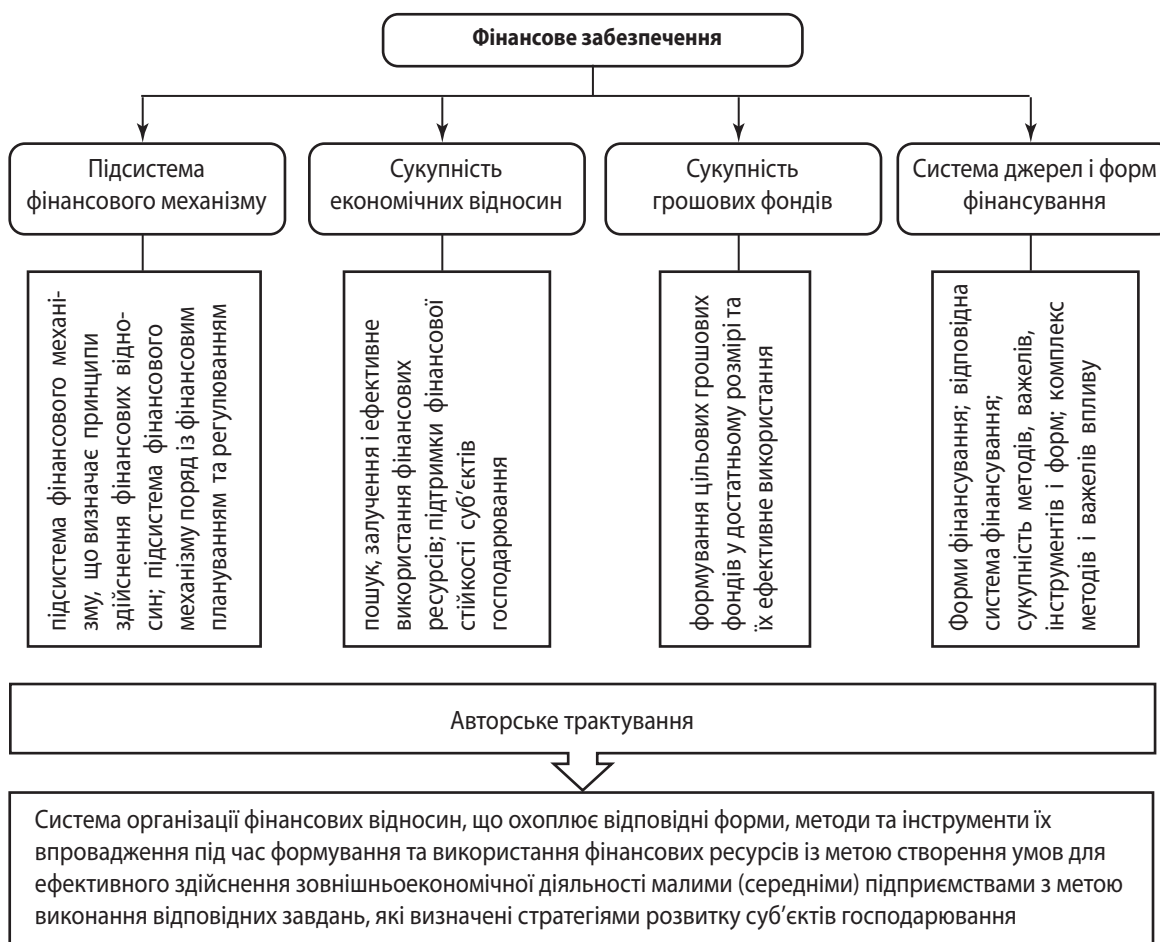 Фінансове забезпечення
Підсистема
фінансового механізму
Сукупність
економічних відносин
Сукупність
грошових фондів
Система джерел і форм
фінансування
підсистема фінансового механі-
зму, що визначає принципи
здійснення фінансових відно-
син; підсистема фінансового
механізму поряд із фінансовим
плануванням та регулюванням
пошук, залучення і ефективне
використання фінансових
ресурсів; підтримки фінансової
стійкості суб’єктів
господарювання
формування цільових грошових
фондів у достатньому розмірі та
їх ефективне використання
Форми фінансування; відповідна
система фінансування;
сукупність методів, важелів,
інструментів і форм; комплекс
методів і важелів впливу
Авторське трактування
Система організації фінансових відносин, що охоплює відповідні форми, методи та інструменти їх
впровадження під час формування та використання фінансових ресурсів із метою створення умов для
ефективного здійснення зовнішньоекономічної діяльності малими (середніми) підприємствами з метою
виконання відповідних завдань, які визначені стратегіями розвитку суб’єктів господарювання